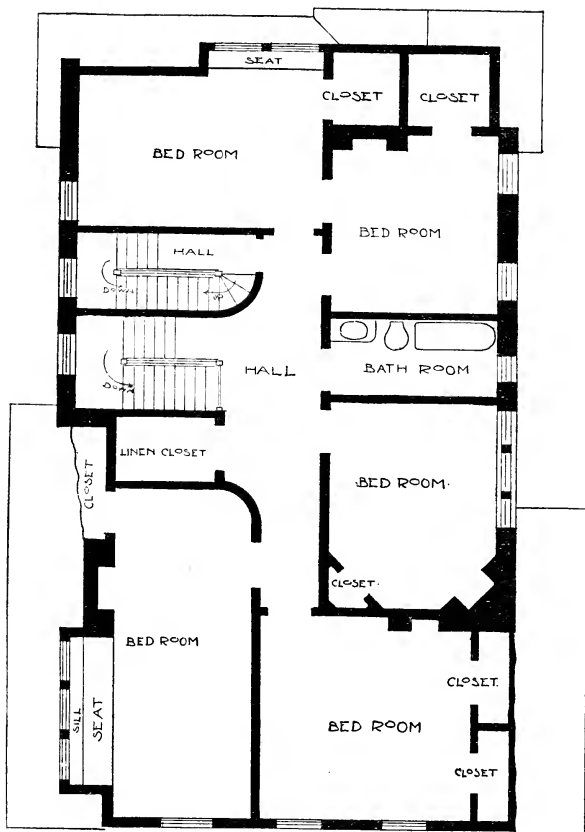 SEAT
CLOSET
CLOSET
BED ROOM
BED ROOM
HALL
DOWN
UP
HALL
BATH ROOM
DOWN
LINEN CLOSET
CLOSET
BED ROOM.
CLOSET.
BED ROOM
CLOSET.
SILL
SEAT
BED ROOM
CLOSET